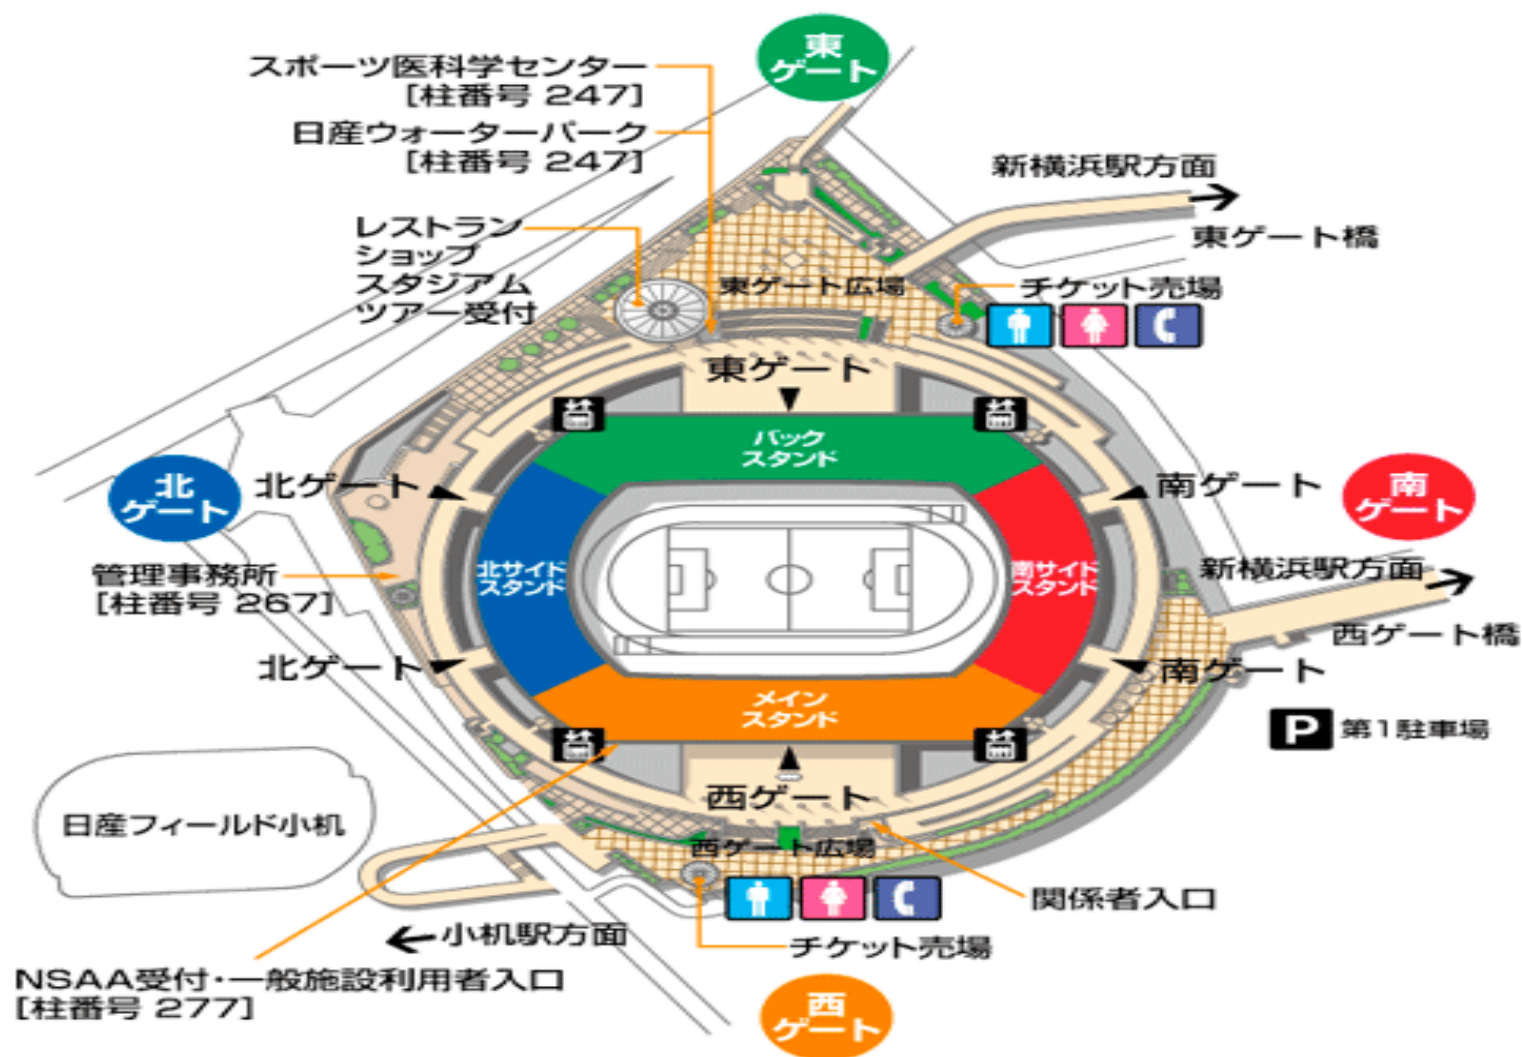 東
ゲート
スポーツ医科学センター
[柱番号 247]
日産ウォーターパーク
[柱番号 247]
新横浜駅方面
東ゲート橋
レストラン
ショップ
スタジアム
ツアー受付
東ゲート広場
チケット売場
東ゲート
バック
スタンド
北
ゲート
北ゲート
南ゲート
南
ゲート
管理事務所
[柱番号 267]
北サイド
スタンド
南サイド
スタンド
新横浜駅方面
西ゲート橋
北ゲート
南ゲート
メイン
スタンド
P 第1駐車場
西ゲート
日産フィールド小机
西ゲート広場
関係者入口
小机駅方面
チケット売場
NSAA受付・一般施設利用者入口
[柱番号 277]
西
ゲート